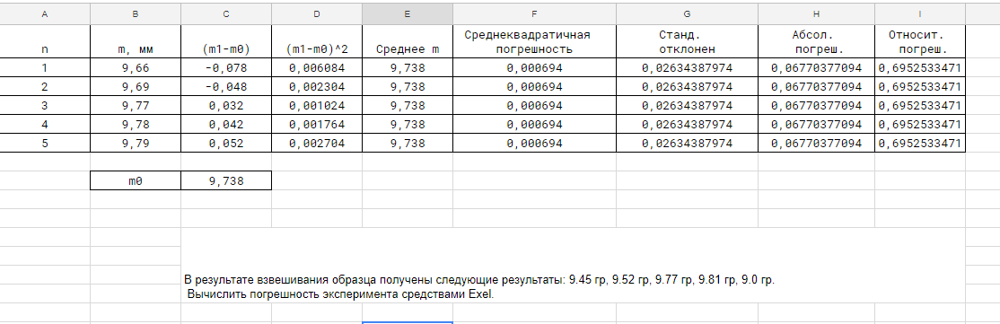 A B C D E F G H I
n m, мм (m1-m0) (m1-m0)^2 Среднее m Среднеквадратичная погрешность Станд. отклонен Абсол. погреш. Относит. погреш.
1 9,66 -0,078 0,006084 9,738 0,000694 0,02634387974 0,06770377094 0,6952533471
2 9,69 -0,048 0,002304 9,738 0,000694 0,02634387974 0,06770377094 0,6952533471
3 9,77 0,032 0,001024 9,738 0,000694 0,02634387974 0,06770377094 0,6952533471
4 9,78 0,042 0,001764 9,738 0,000694 0,02634387974 0,06770377094 0,6952533471
5 9,79 0,052 0,002704 9,738 0,000694 0,02634387974 0,06770377094 0,6952533471
m0 9,738
В результате взвешивания образца получены следующие результаты: 9.45 гр, 9.52 гр, 9.77 гр, 9.81 гр, 9.0 гр.
Вычислить погрешность эксперимента средствами Exel.